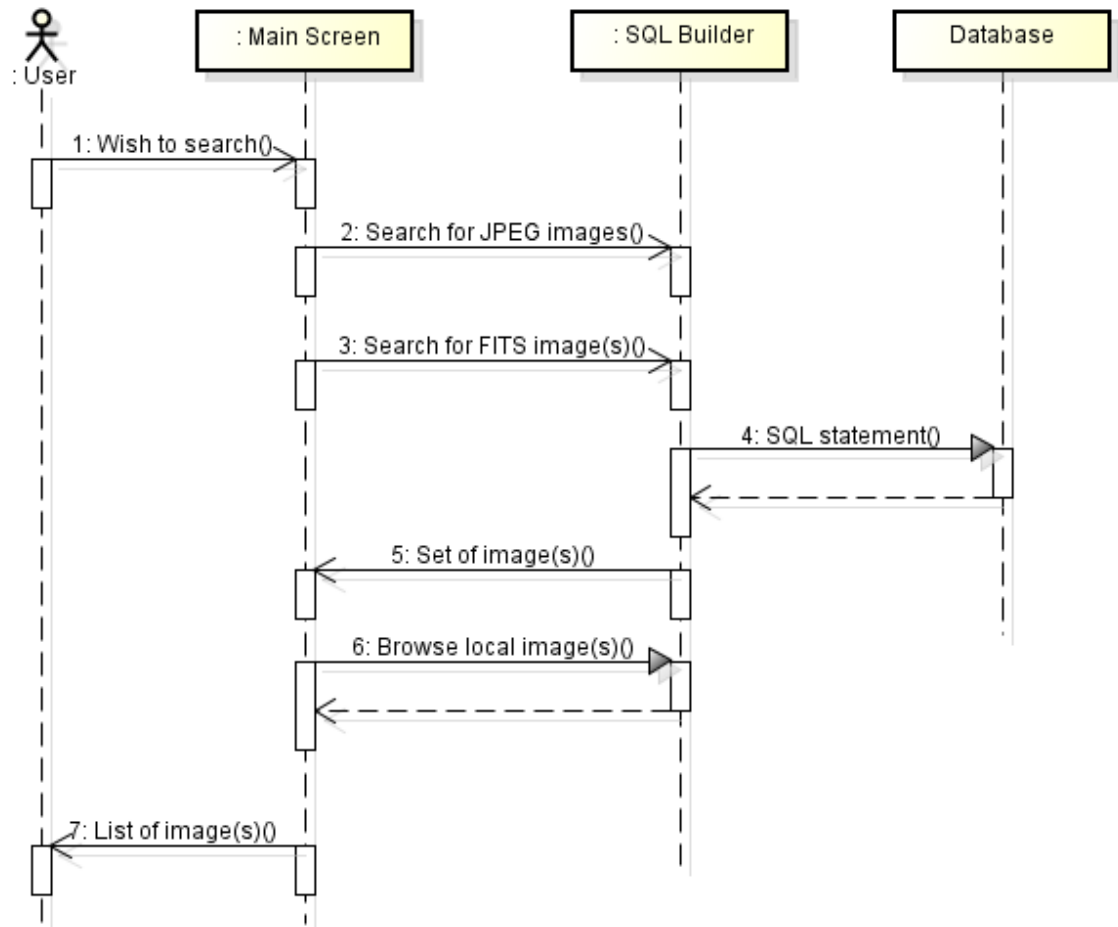 : User
: Main Screen
: SQL Builder
Database
1: Wish to search()
2: Search for JPEG images()
3: Search for FITS image(s)()
4: SQL statement()
5: Set of image(s)()
6: Browse local image(s)()
7: List of image(s)()